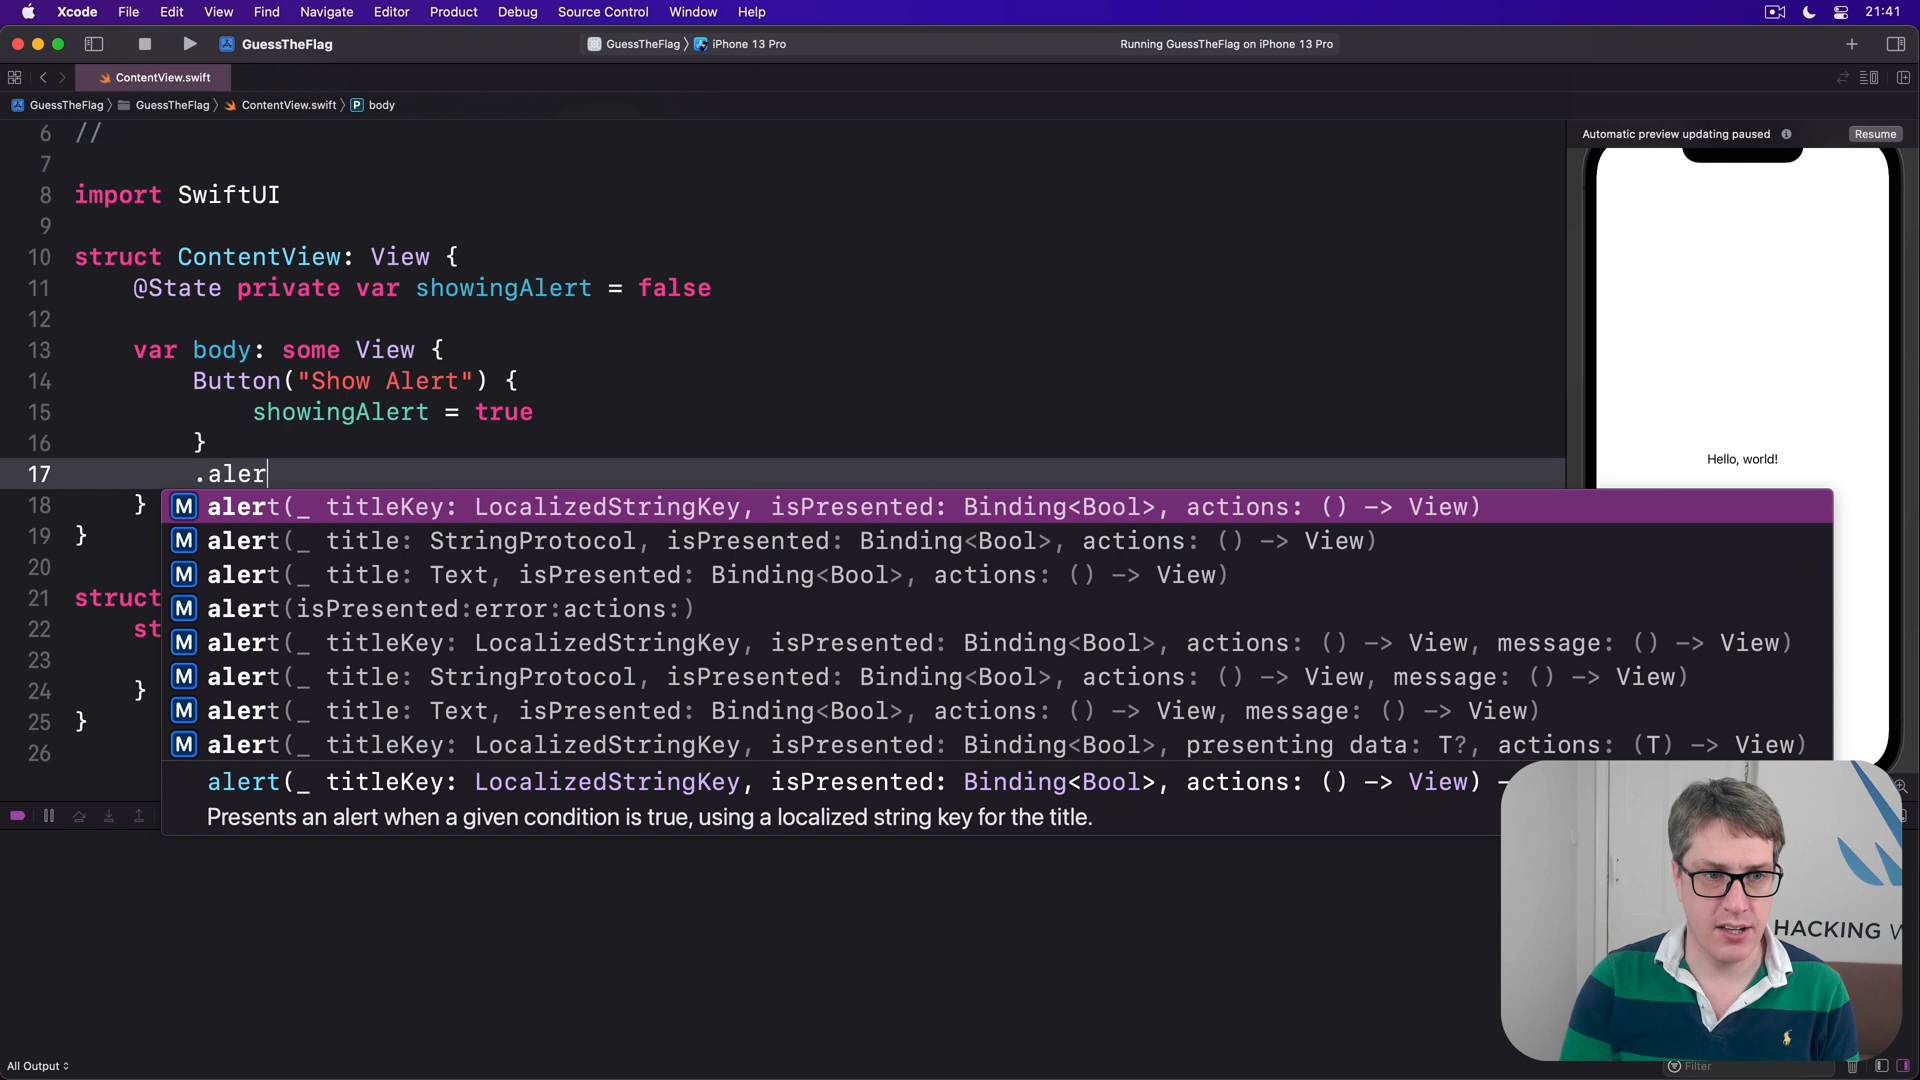 Xcode File Edit View Find Navigate Editor Product Debug Source Control Window Help 21:41
GuessTheFlag GuessTheFlag iPhone 13 Pro Running GuessTheFlag on iPhone 13 Pro
ContentView.swift
GuessTheFlag GuessTheFlag ContentView.swift P body
Automatic preview updating paused Resume
6 //
7
8 import SwiftUI
9
10 struct ContentView: View {
11 @State private var showingAlert = false
12
13 var body: some View {
14 Button("Show Alert") {
15 showingAlert = true
16 }
17 .aler
18 }
19 }
20
21 struct
22 st
23
24 }
25 }
26
Hello, world!
M alert(_ titleKey: LocalizedStringKey, isPresented: Binding<Bool>, actions: () -> View)
M alert(_ title: StringProtocol, isPresented: Binding<Bool>, actions: () -> View)
M alert(_ title: Text, isPresented: Binding<Bool>, actions: () -> View)
M alert(isPresented:error:actions:)
M alert(_ titleKey: LocalizedStringKey, isPresented: Binding<Bool>, actions: () -> View, message: () -> View)
M alert(_ title: StringProtocol, isPresented: Binding<Bool>, actions: () -> View, message: () -> View)
M alert(_ title: Text, isPresented: Binding<Bool>, actions: () -> View, message: () -> View)
M alert(_ titleKey: LocalizedStringKey, isPresented: Binding<Bool>, presenting data: T?, actions: (T) -> View)
alert(_ titleKey: LocalizedStringKey, isPresented: Binding<Bool>, actions: () -> View) -
Presents an alert when a given condition is true, using a localized string key for the title.
HACKING W
All Output
Filter